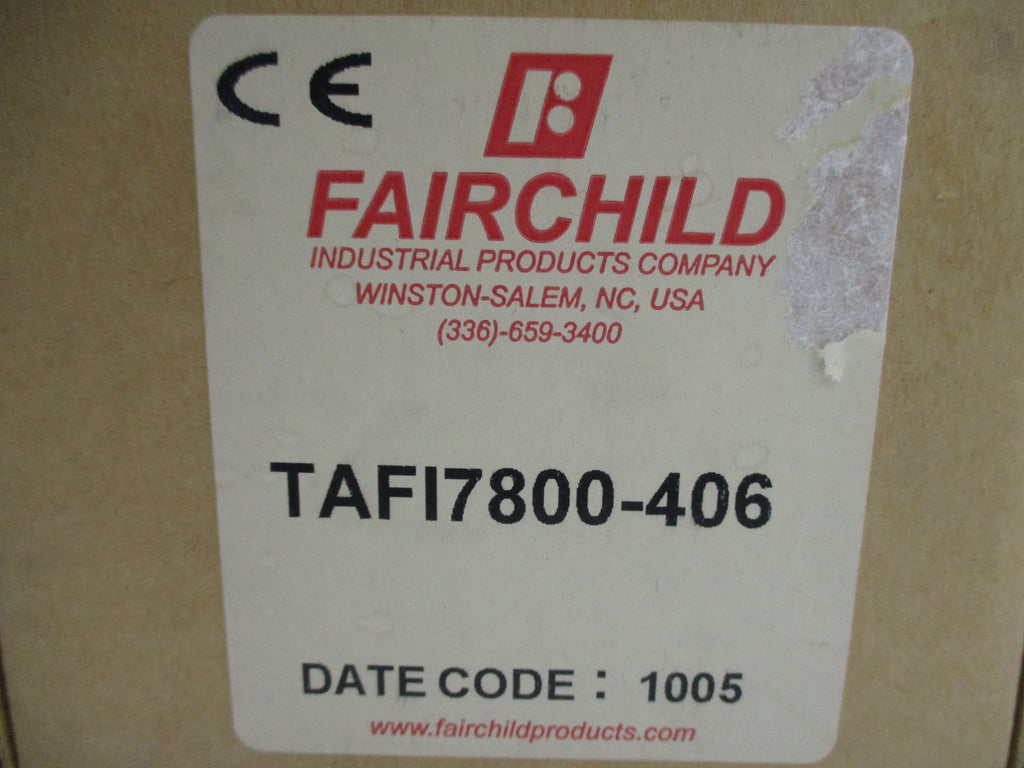 CE
FAIRCHILD
INDUSTRIAL PRODUCTS COMPANY
WINSTON-SALEM, NC, USA
(336)-659-3400
TAFI7800-406
DATE CODE : 1005
www.fairchildproducts.com